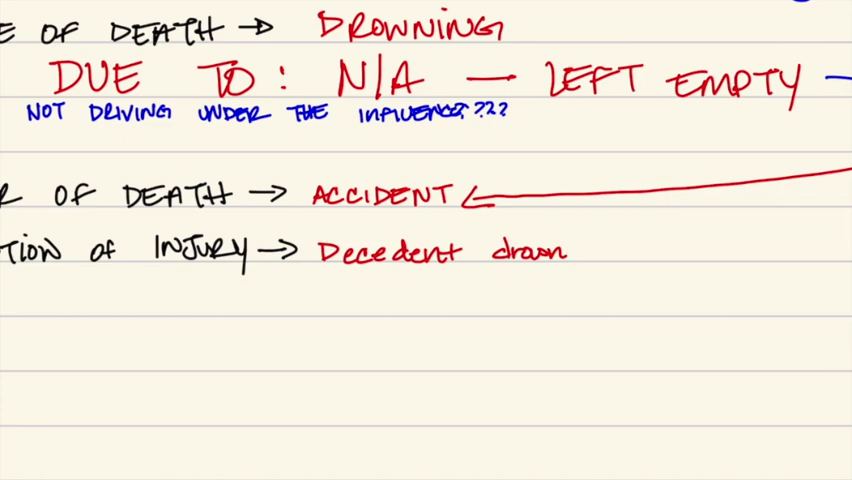 E OF DEATH → DROWNING
DUE TO: N/A — LEFT EMPTY —
NOT DRIVING UNDER THE INFLUENCE????
R OF DEATH → ACCIDENT
TION of INJURY → Decedent drown